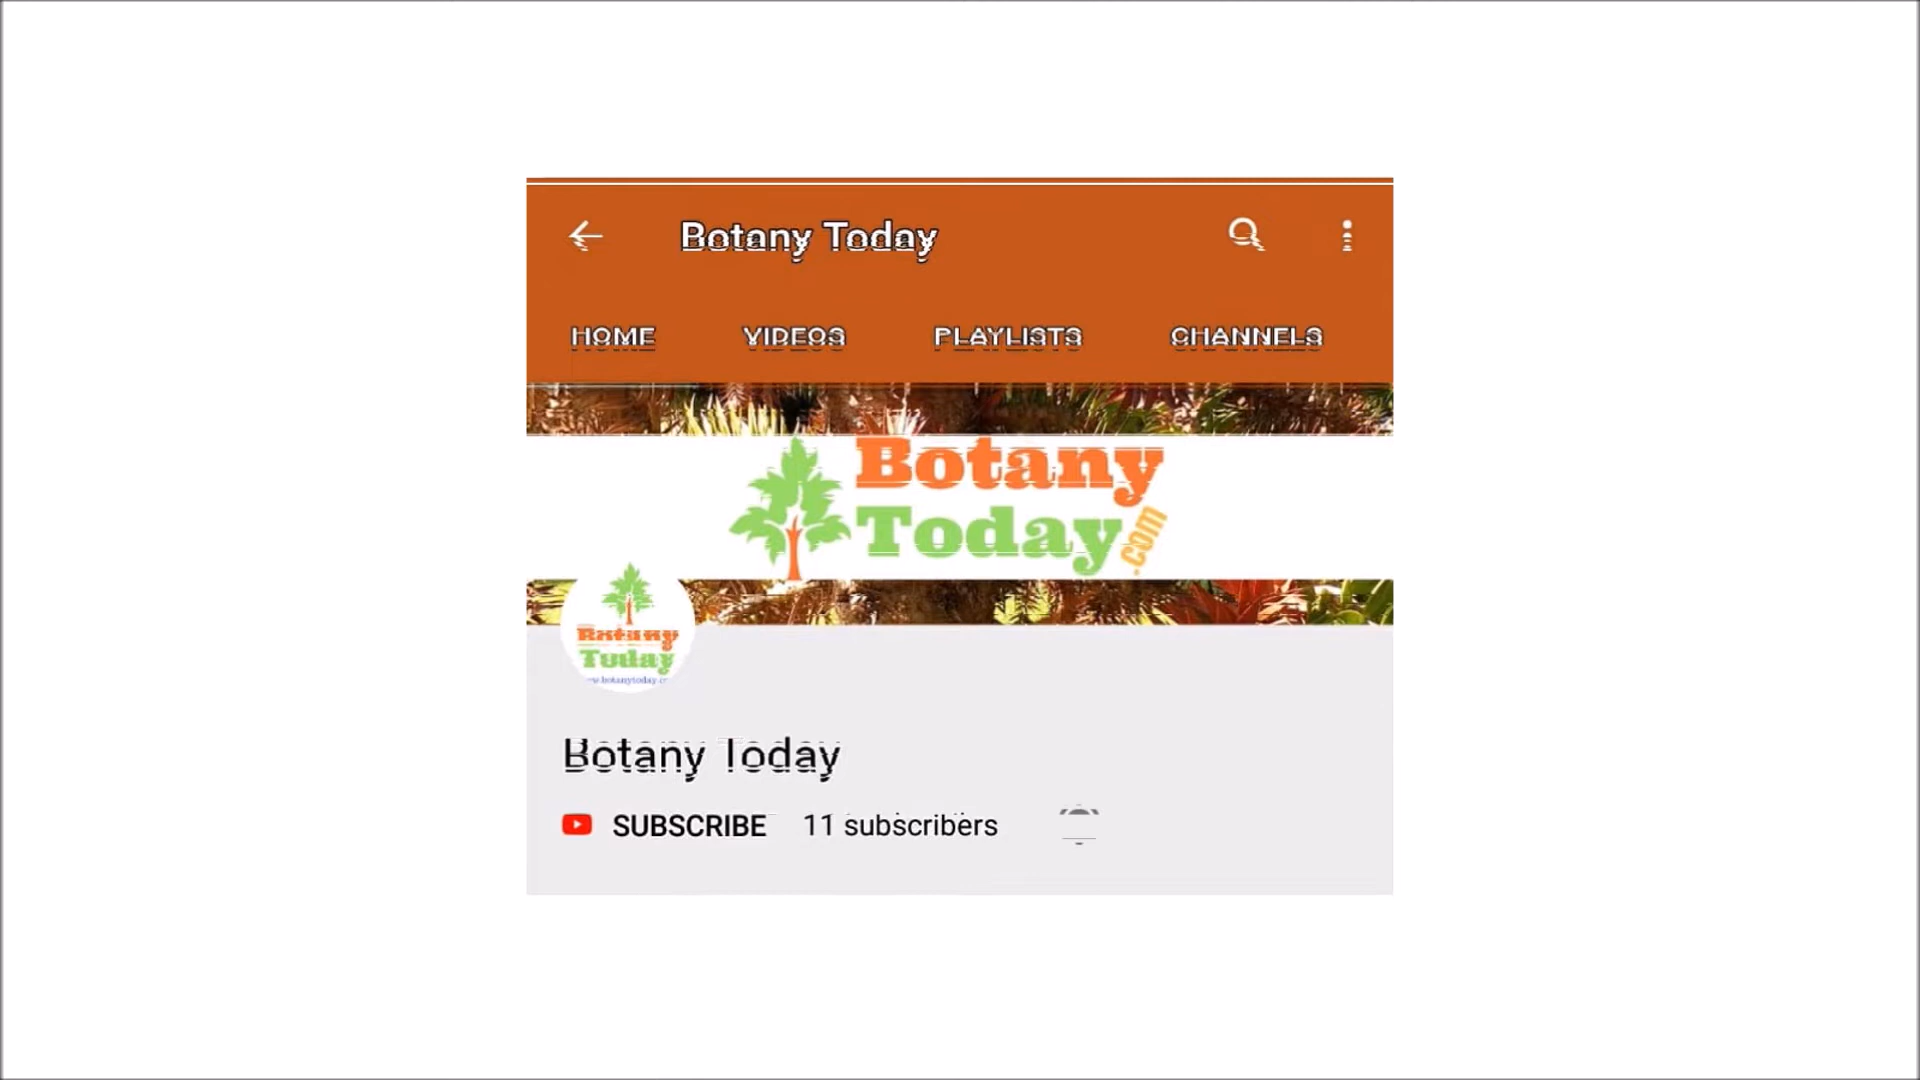 Botany Today
HOME VIDEOS PLAYLISTS CHANNELS
Botany
Today.com
Botany
Today
Botany Today
SUBSCRIBE 11 subscribers